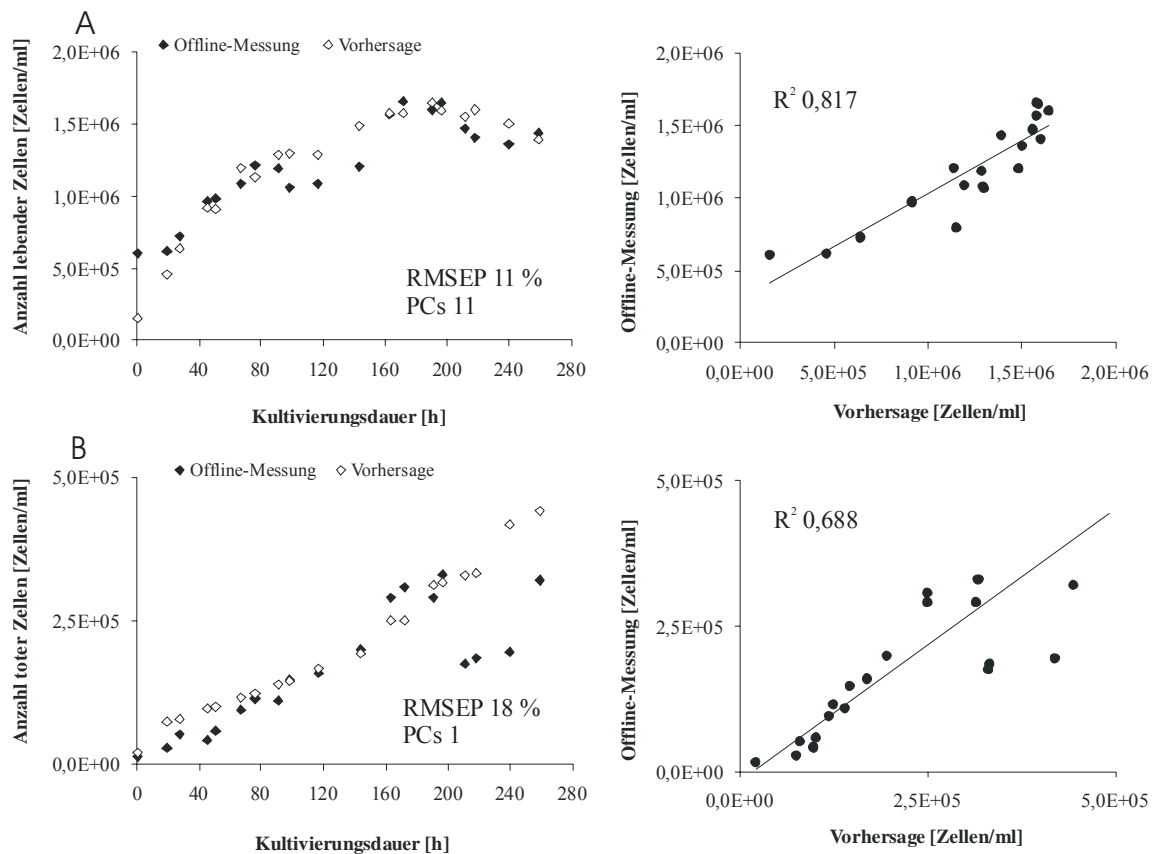 A
◆ Offline-Messung ◇ Vorhersage
Anzahl lebender Zellen [Zellen/ml]
2,0E+06
1,5E+06
1,0E+06
5,0E+05
0,0E+00
RMSEP 11 %
PCs 11
0 40 80 120 160 200 240 280
Kultivierungsdauer [h]
Offline-Messung [Zellen/ml]
2,0E+06
1,5E+06
1,0E+06
5,0E+05
0,0E+00
R² 0,817
0,0E+00 5,0E+05 1,0E+06 1,5E+06 2,0E+06
Vorhersage [Zellen/ml]
B
◆ Offline-Messung ◇ Vorhersage
Anzahl toter Zellen [Zellen/ml]
5,0E+05
2,5E+05
0,0E+00
RMSEP 18 %
PCs 1
0 40 80 120 160 200 240 280
Kultivierungsdauer [h]
Offline-Messung [Zellen/ml]
5,0E+05
2,5E+05
0,0E+00
R² 0,688
0,0E+00 2,5E+05 5,0E+05
Vorhersage [Zellen/ml]